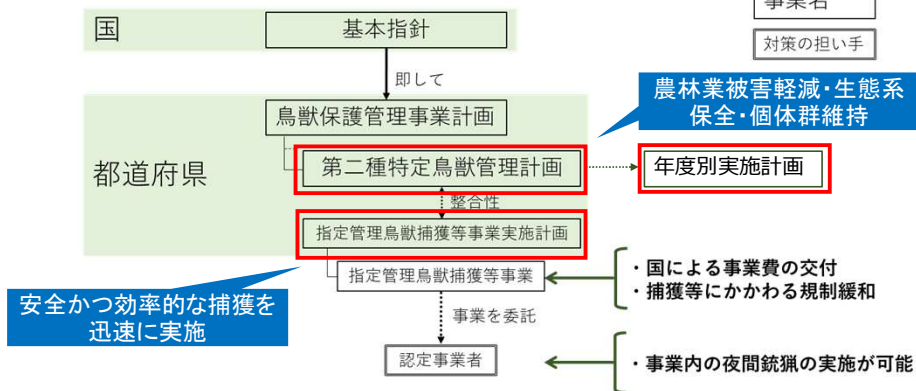 事業名
対策の担い手
国
基本指針
即して
農林業被害軽減・生態系
保全・個体群維持
都道府県
鳥獣保護管理事業計画
第二種特定鳥獣管理計画
年度別実施計画
整合性
指定管理鳥獣捕獲等事業実施計画
指定管理鳥獣捕獲等事業
・国による事業費の交付
・捕獲等にかかわる規制緩和
安全かつ効率的な捕獲を
迅速に実施
事業を委託
認定事業者
・事業内の夜間銃猟の実施が可能